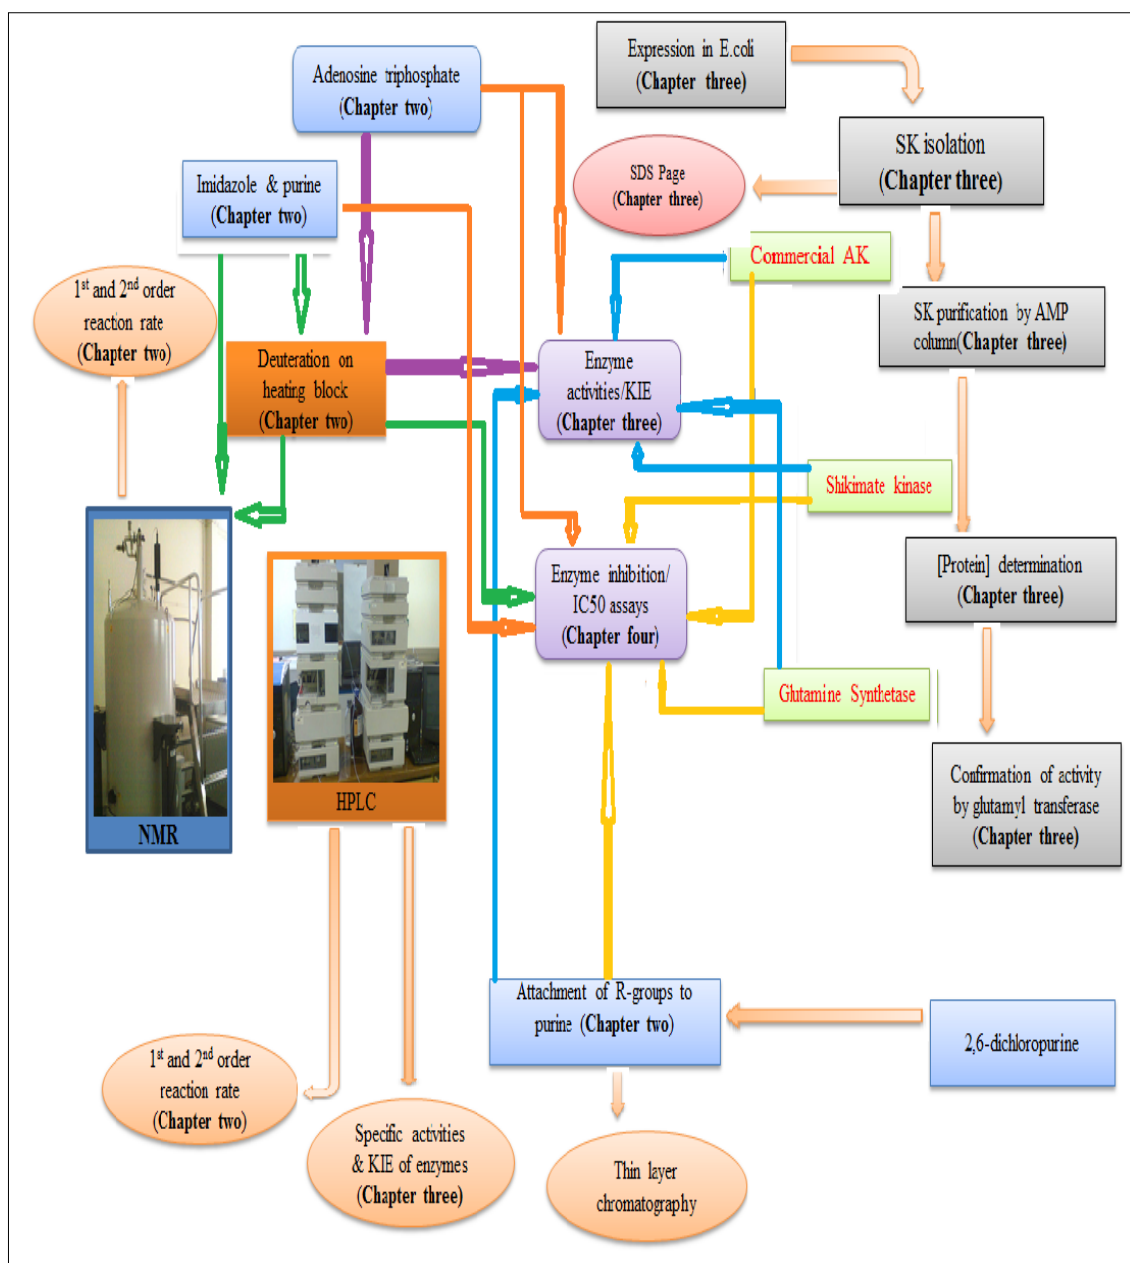 Adenosine triphosphate
(Chapter two)
Expression in E.coli
(Chapter three)
SK isolation
(Chapter three)
SDS Page
(Chapter three)
Imidazole & purine
(Chapter two)
Commercial AK
1st and 2nd order
reaction rate
(Chapter two)
SK purification by AMP
column(Chapter three)
Deuteration on
heating block
(Chapter two)
Enzyme
activities/KIE
(Chapter three)
Shikimate kinase
[Protein] determination
(Chapter three)
Enzyme inhibition/
IC50 assays
(Chapter four)
Glutamine Synthetase
Confirmation of activity
by glutamyl transferase
(Chapter three)
NMR
HPLC
Attachment of R-groups to
purine (Chapter two)
2,6-dichloropurine
1st and 2nd order
reaction rate
(Chapter two)
Specific activities
& KIE of enzymes
(Chapter three)
Thin layer
chromatography